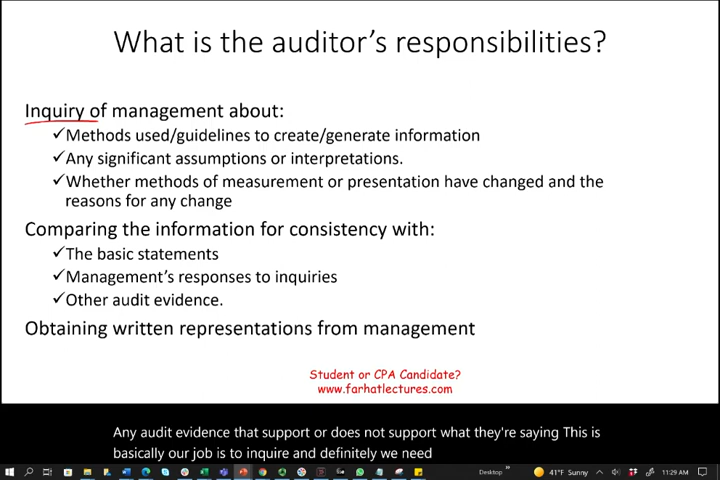 What is the auditor's responsibilities?
Inquiry of management about:
✓Methods used/guidelines to create/generate information
✓Any significant assumptions or interpretations.
✓Whether methods of measurement or presentation have changed and the
reasons for any change
Comparing the information for consistency with:
✓The basic statements
✓Management's responses to inquiries
✓Other audit evidence.
Obtaining written representations from management
Student or CPA Candidate?
www.farhatlectures.com
Any audit evidence that support or does not support what they're saying This is
basically our job is to inquire and definitely we need
Desktop » 41°F Sunny 11:29 AM